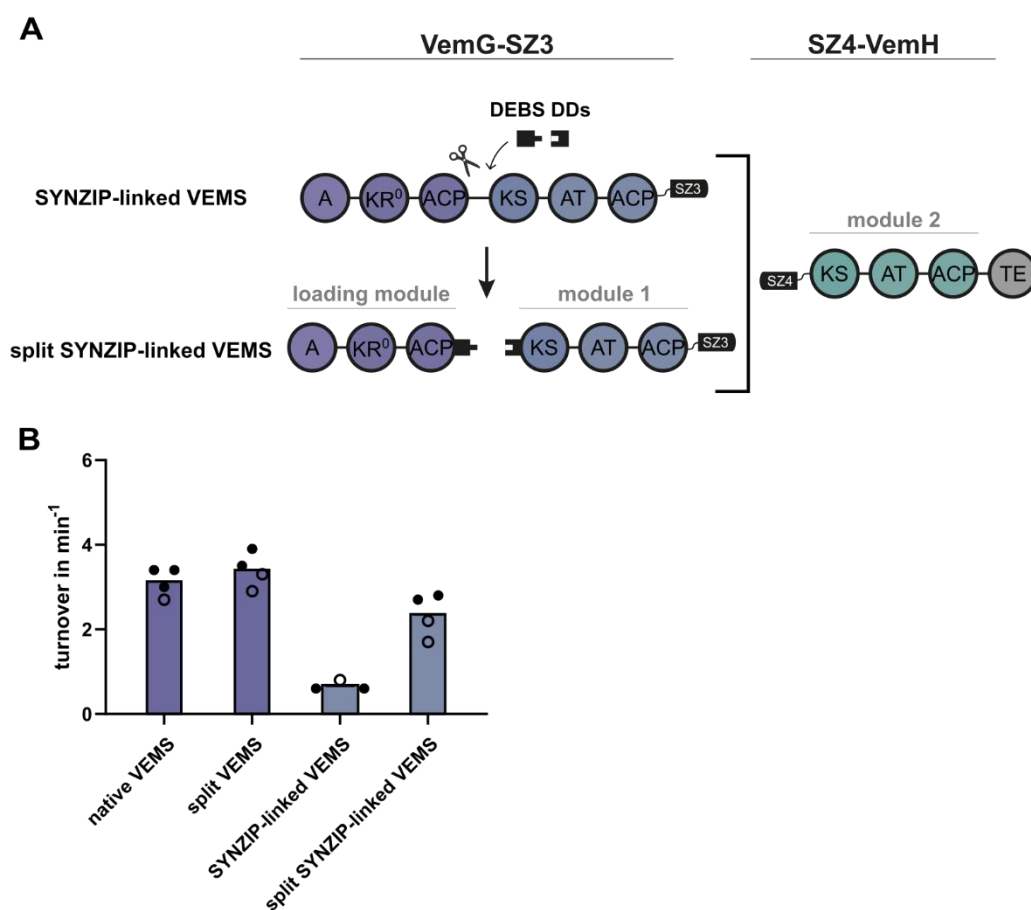 A
VemG-SZ3 SZ4-VemH
DEBS DDs
SYNZIP-linked VEMS A KR⁰ ACP KS AT ACP SZ3
module 2
SZ4 KS AT ACP TE
loading module module 1
split SYNZIP-linked VEMS A KR⁰ ACP KS AT ACP SZ3
B
turnover in min⁻¹
6
4
2
0
native VEMS
split VEMS
SYNZIP-linked VEMS
split SYNZIP-linked VEMS